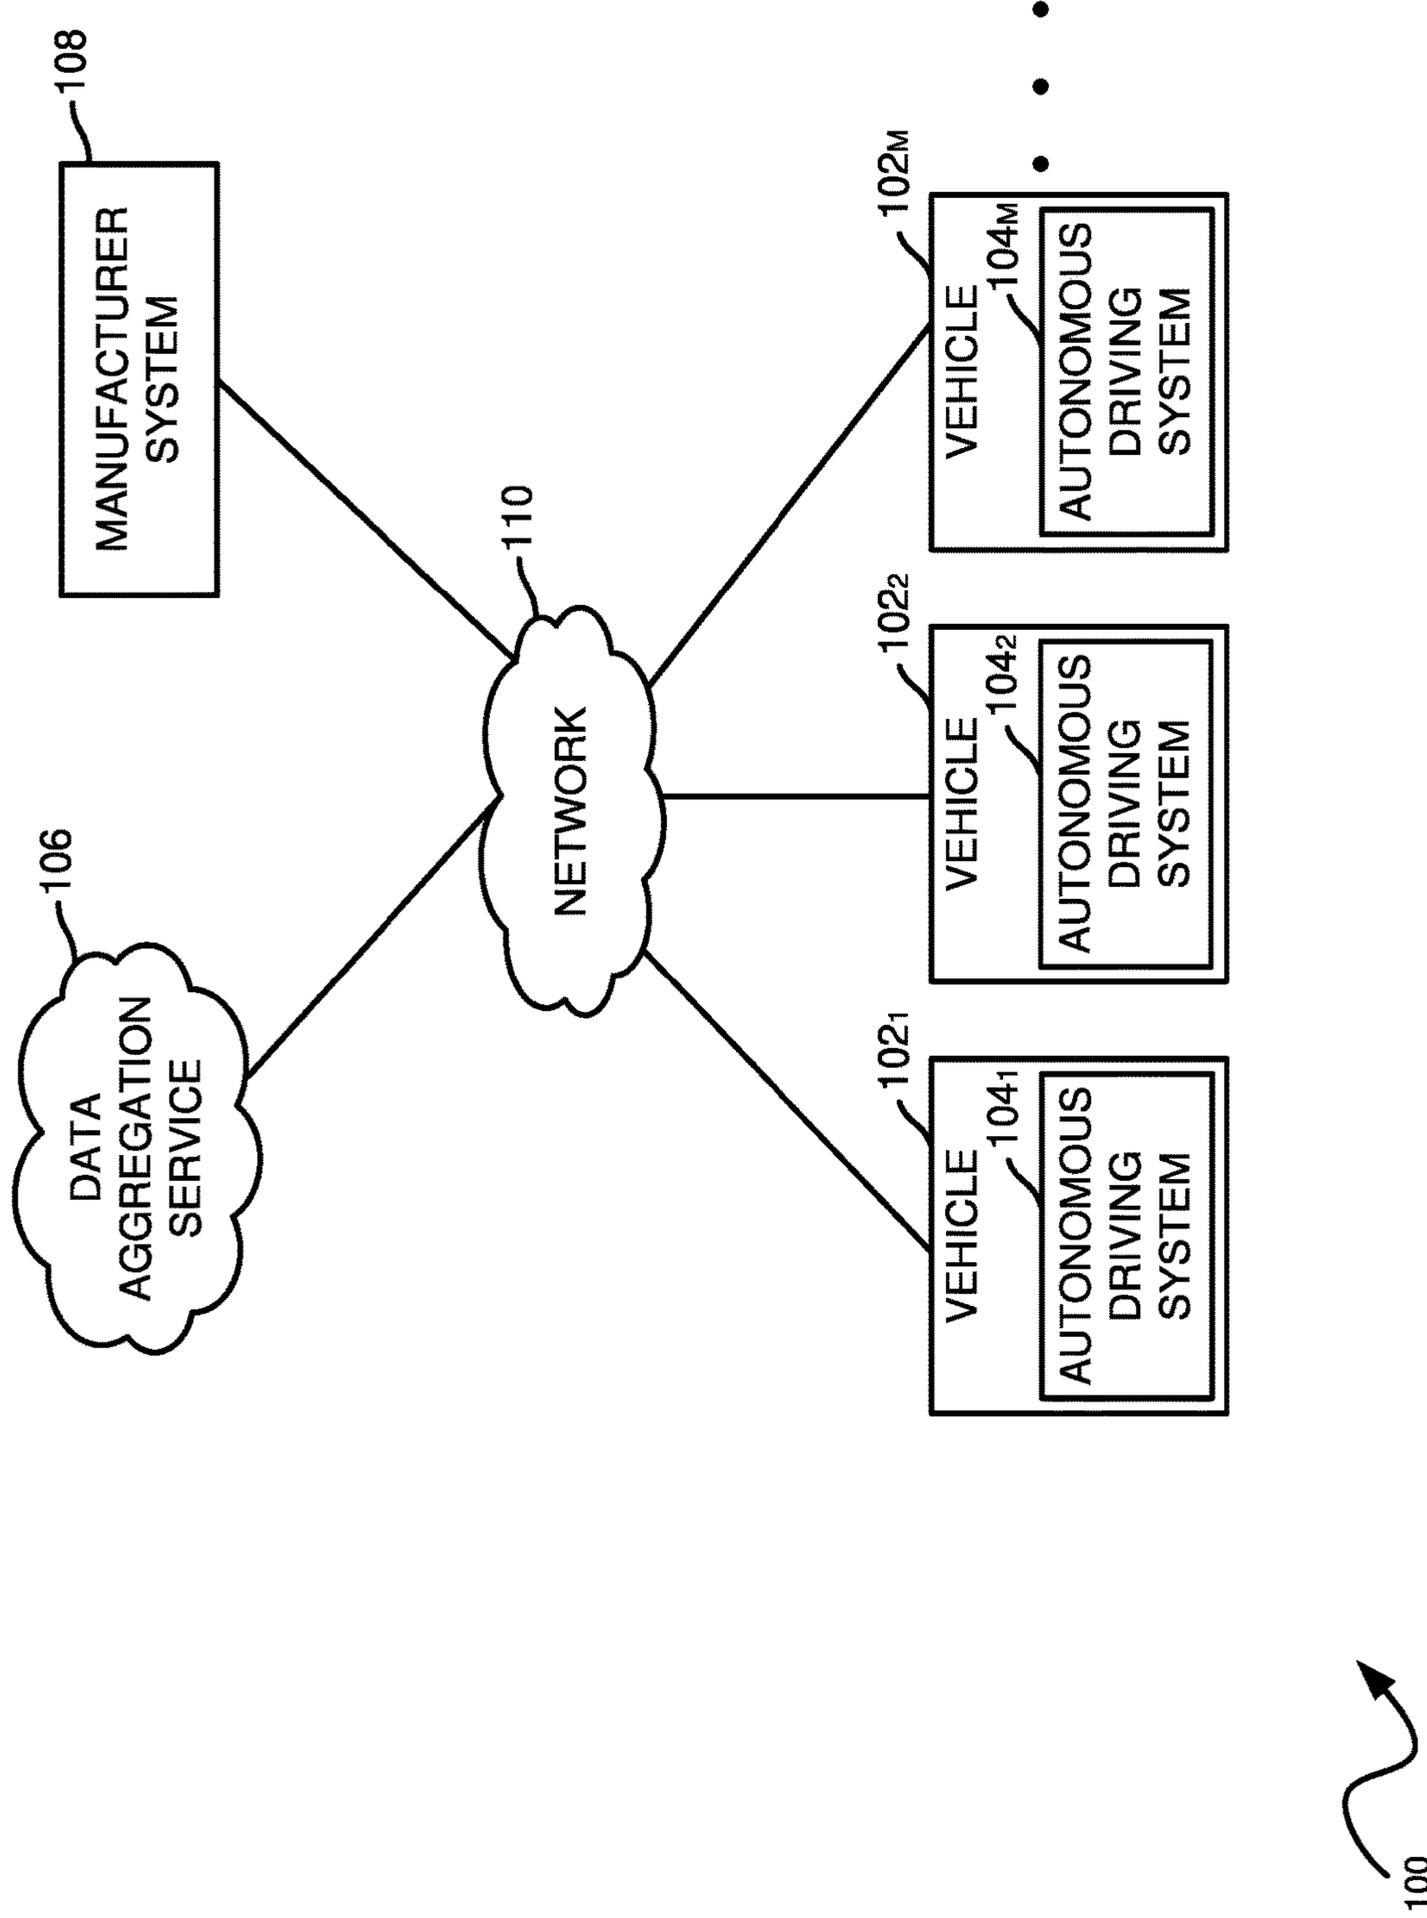 106
DATA
AGGREGATION
SERVICE
108
MANUFACTURER
SYSTEM
110
NETWORK
102₁
VEHICLE
104₁
AUTONOMOUS
DRIVING
SYSTEM
102₂
VEHICLE
104₂
AUTONOMOUS
DRIVING
SYSTEM
102M
VEHICLE
104M
AUTONOMOUS
DRIVING
SYSTEM
• • •
100